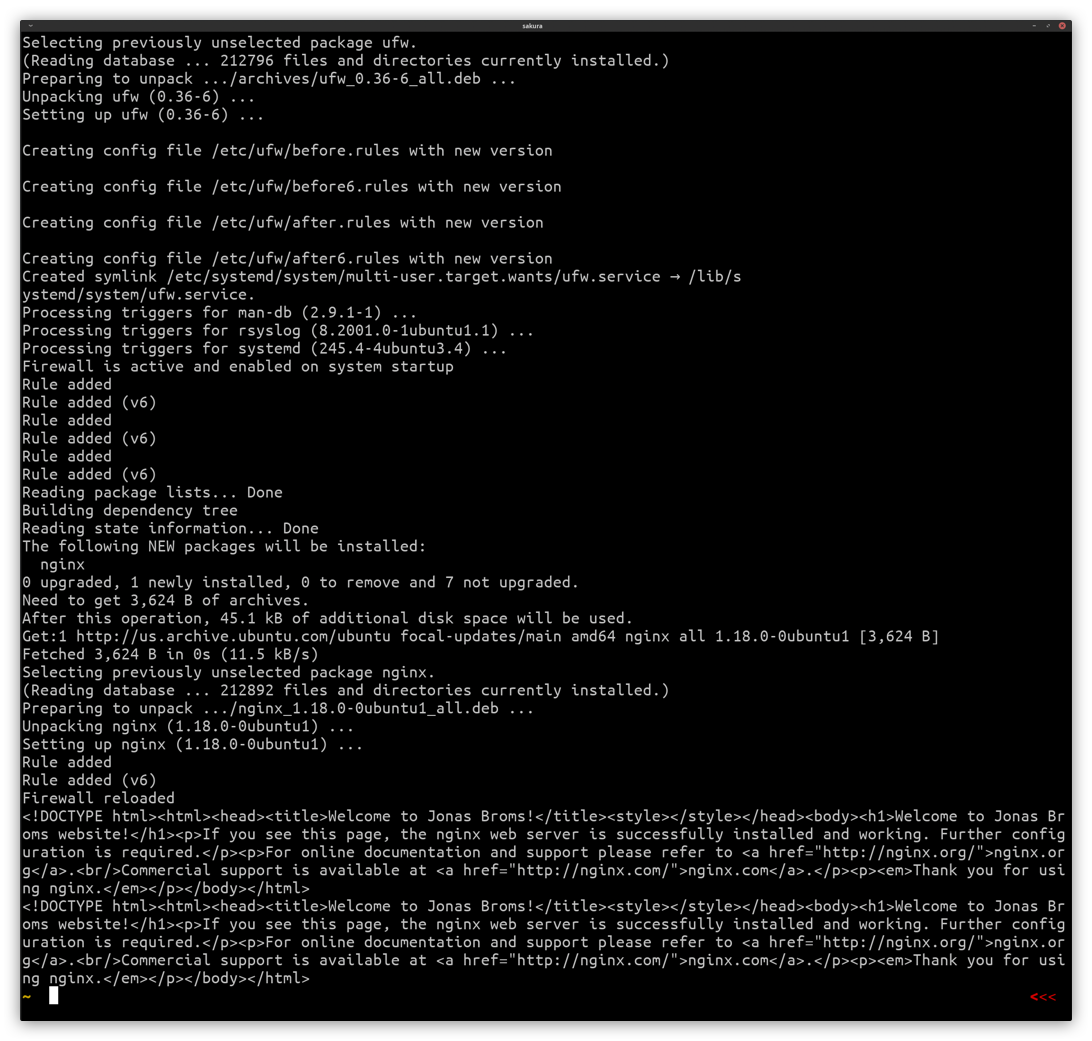 sakura
Selecting previously unselected package ufw.
(Reading database ... 212796 files and directories currently installed.)
Preparing to unpack .../archives/ufw_0.36-6_all.deb ...
Unpacking ufw (0.36-6) ...
Setting up ufw (0.36-6) ...

Creating config file /etc/ufw/before.rules with new version

Creating config file /etc/ufw/before6.rules with new version

Creating config file /etc/ufw/after.rules with new version

Creating config file /etc/ufw/after6.rules with new version
Created symlink /etc/systemd/system/multi-user.target.wants/ufw.service → /lib/s
ystemd/system/ufw.service.
Processing triggers for man-db (2.9.1-1) ...
Processing triggers for rsyslog (8.2001.0-1ubuntu1.1) ...
Processing triggers for systemd (245.4-4ubuntu3.4) ...
Firewall is active and enabled on system startup
Rule added
Rule added (v6)
Rule added
Rule added (v6)
Rule added
Rule added (v6)
Reading package lists... Done
Building dependency tree
Reading state information... Done
The following NEW packages will be installed:
  nginx
0 upgraded, 1 newly installed, 0 to remove and 7 not upgraded.
Need to get 3,624 B of archives.
After this operation, 45.1 kB of additional disk space will be used.
Get:1 http://us.archive.ubuntu.com/ubuntu focal-updates/main amd64 nginx all 1.18.0-0ubuntu1 [3,624 B]
Fetched 3,624 B in 0s (11.5 kB/s)
Selecting previously unselected package nginx.
(Reading database ... 212892 files and directories currently installed.)
Preparing to unpack .../nginx_1.18.0-0ubuntu1_all.deb ...
Unpacking nginx (1.18.0-0ubuntu1) ...
Setting up nginx (1.18.0-0ubuntu1) ...
Rule added
Rule added (v6)
Firewall reloaded
<!DOCTYPE html><html><head><title>Welcome to Jonas Broms!</title><style></style></head><body><h1>Welcome to Jonas Br
oms website!</h1><p>If you see this page, the nginx web server is successfully installed and working. Further config
uration is required.</p><p>For online documentation and support please refer to <a href="http://nginx.org/">nginx.or
g</a>.<br/>Commercial support is available at <a href="http://nginx.com/">nginx.com</a>.</p><p><em>Thank you for usi
ng nginx.</em></p></body></html>
<!DOCTYPE html><html><head><title>Welcome to Jonas Broms!</title><style></style></head><body><h1>Welcome to Jonas Br
oms website!</h1><p>If you see this page, the nginx web server is successfully installed and working. Further config
uration is required.</p><p>For online documentation and support please refer to <a href="http://nginx.org/">nginx.or
g</a>.<br/>Commercial support is available at <a href="http://nginx.com/">nginx.com</a>.</p><p><em>Thank you for usi
ng nginx.</em></p></body></html>
~ <<<